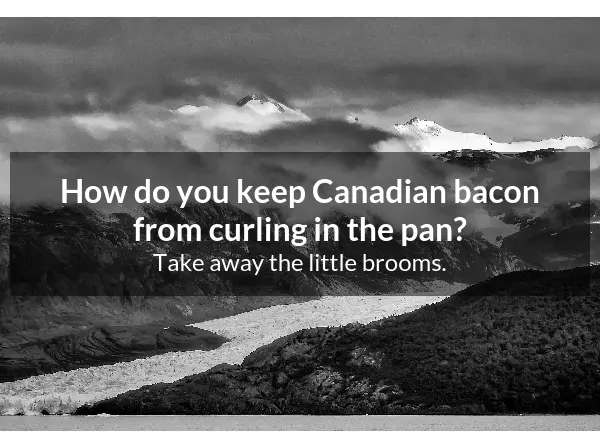 How do you keep Canadian bacon
from curling in the pan?
Take away the little brooms.